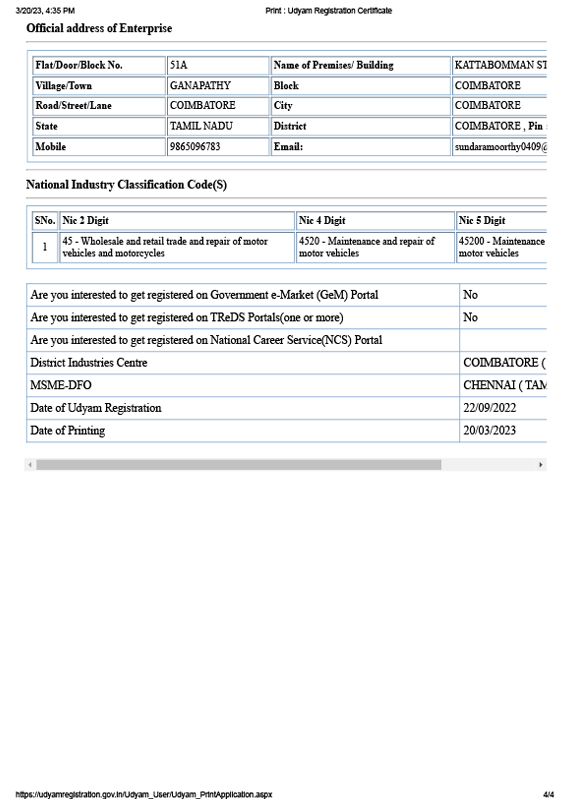 3/20/23, 4:35 PM Print : Udyam Registration Certificate
Official address of Enterprise
Flat/Door/Block No. 51A Name of Premises/ Building KATTABOMMAN ST
Village/Town GANAPATHY Block COIMBATORE
Road/Street/Lane COIMBATORE City COIMBATORE
State TAMIL NADU District COIMBATORE , Pin :
Mobile 9865096783 Email: sundaramoorthy0409@
National Industry Classification Code(S)
SNo. Nic 2 Digit Nic 4 Digit Nic 5 Digit
1 45 - Wholesale and retail trade and repair of motor 4520 - Maintenance and repair of 45200 - Maintenance
vehicles and motorcycles motor vehicles motor vehicles
Are you interested to get registered on Government e-Market (GeM) Portal No
Are you interested to get registered on TReDS Portals(one or more) No
Are you interested to get registered on National Career Service(NCS) Portal
District Industries Centre COIMBATORE (
MSME-DFO CHENNAI ( TAM
Date of Udyam Registration 22/09/2022
Date of Printing 20/03/2023
https://udyamregistration.gov.in/Udyam_User/Udyam_PrintApplication.aspx 4/4